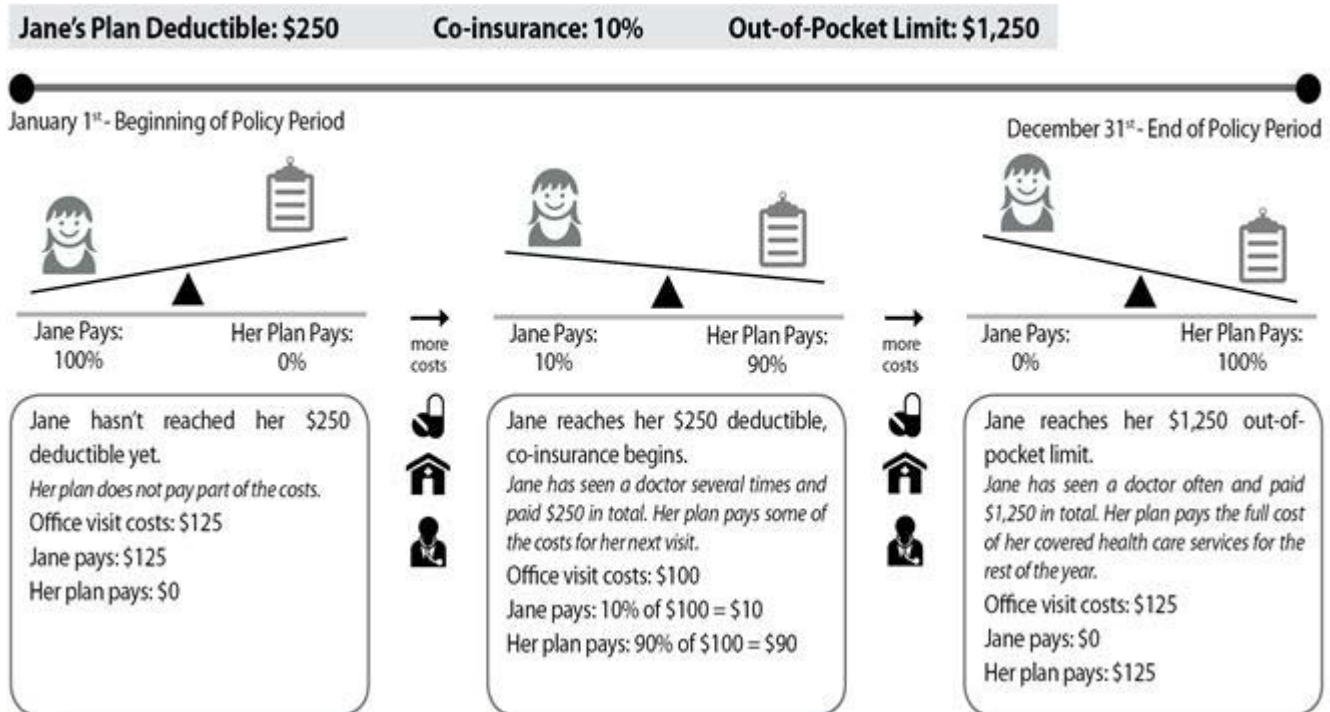 Jane's Plan Deductible: $250 Co-insurance: 10% Out-of-Pocket Limit: $1,250
January 1st - Beginning of Policy Period
December 31st - End of Policy Period
Jane Pays:
100%
Her Plan Pays:
0%
Jane hasn't reached her $250
deductible yet.
Her plan does not pay part of the costs.
Office visit costs: $125
Jane pays: $125
Her plan pays: $0
more
costs
Jane Pays:
10%
Her Plan Pays:
90%
Jane reaches her $250 deductible,
co-insurance begins.
Jane has seen a doctor several times and
paid $250 in total. Her plan pays some of
the costs for her next visit.
Office visit costs: $100
Jane pays: 10% of $100 = $10
Her plan pays: 90% of $100 = $90
more
costs
Jane Pays:
0%
Her Plan Pays:
100%
Jane reaches her $1,250 out-of-
pocket limit.
Jane has seen a doctor often and paid
$1,250 in total. Her plan pays the full cost
of her covered health care services for the
rest of the year.
Office visit costs: $125
Jane pays: $0
Her plan pays: $125